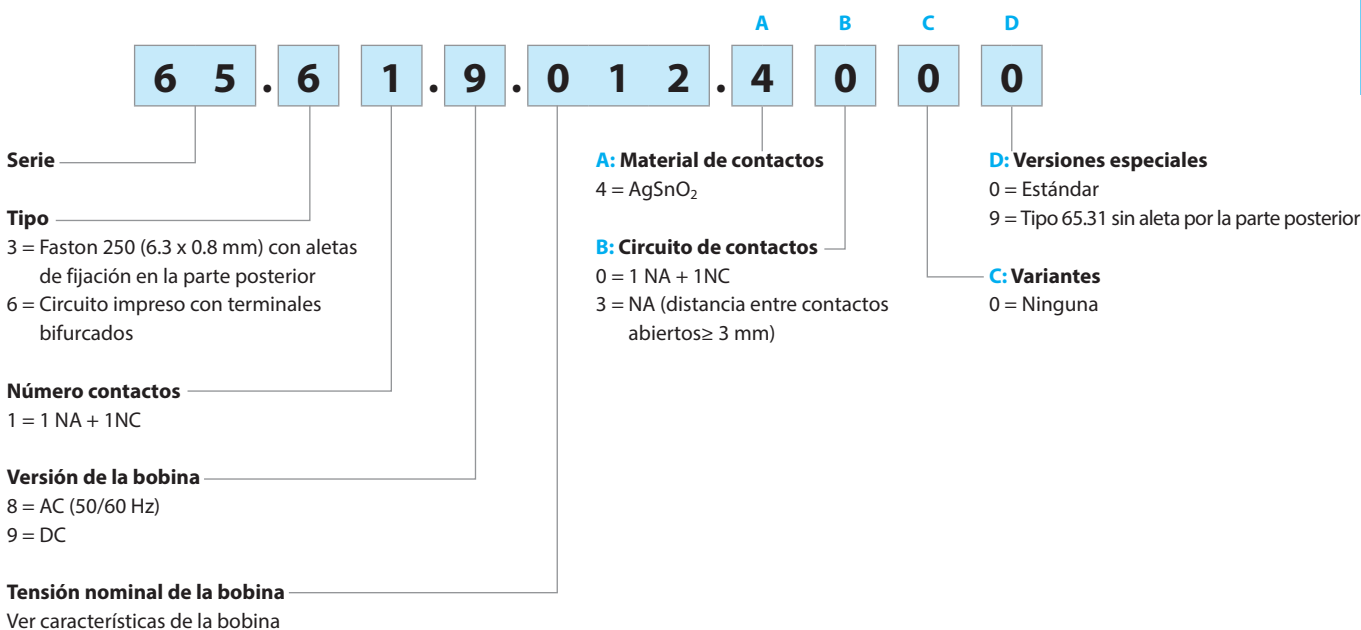 A B C D
6 5 . 6 1 . 9 . 0 1 2 . 4 0 0 0
Serie
Tipo
3 = Faston 250 (6.3 x 0.8 mm) con aletas
de fijación en la parte posterior
6 = Circuito impreso con terminales
bifurcados
Número contactos
1 = 1 NA + 1NC
Versión de la bobina
8 = AC (50/60 Hz)
9 = DC
Tensión nominal de la bobina
Ver características de la bobina
A: Material de contactos
4 = AgSnO₂
B: Circuito de contactos
0 = 1 NA + 1NC
3 = NA (distancia entre contactos
abiertos≥ 3 mm)
D: Versiones especiales
0 = Estándar
9 = Tipo 65.31 sin aleta por la parte posterior
C: Variantes
0 = Ninguna